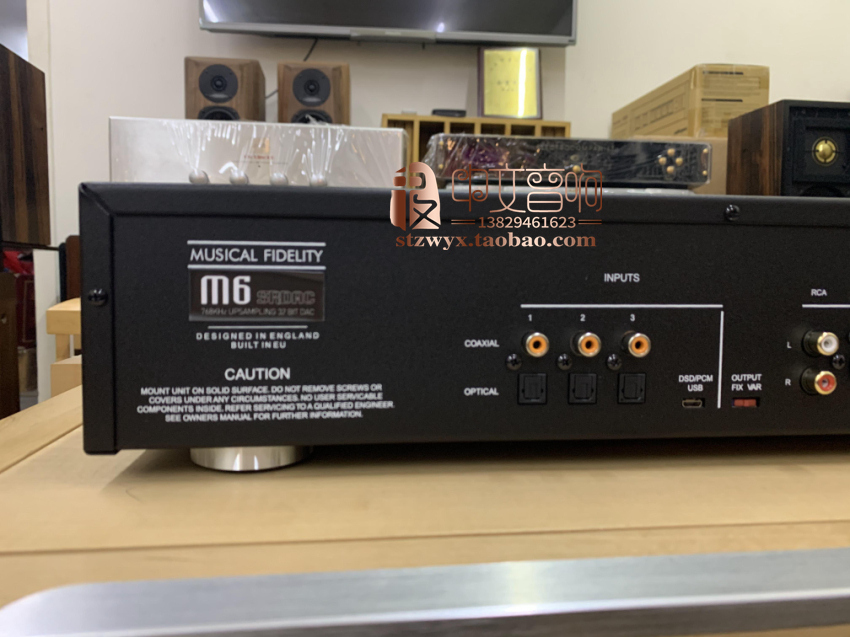 申文音响
13829461623
stzwyx.taobao.com
MUSICAL FIDELITY
M6 SRDAC
768KHz UPSAMPLING 32 BIT DAC
DESIGNED IN ENGLAND
BUILT IN EU
CAUTION
MOUNT UNIT ON SOLID SURFACE. DO NOT REMOVE SCREWS OR
COVERS UNDER ANY CIRCUMSTANCES. NO USER SERVICABLE
COMPONENTS INSIDE. REFER SERVICING TO A QUALIFIED ENGINEER.
SEE OWNERS MANUAL FOR FURTHER INFORMATION.
INPUTS
1 2 3
COAXIAL
OPTICAL
DSD/PCM
USB
OUTPUT
FIX VAR
RCA
L
R